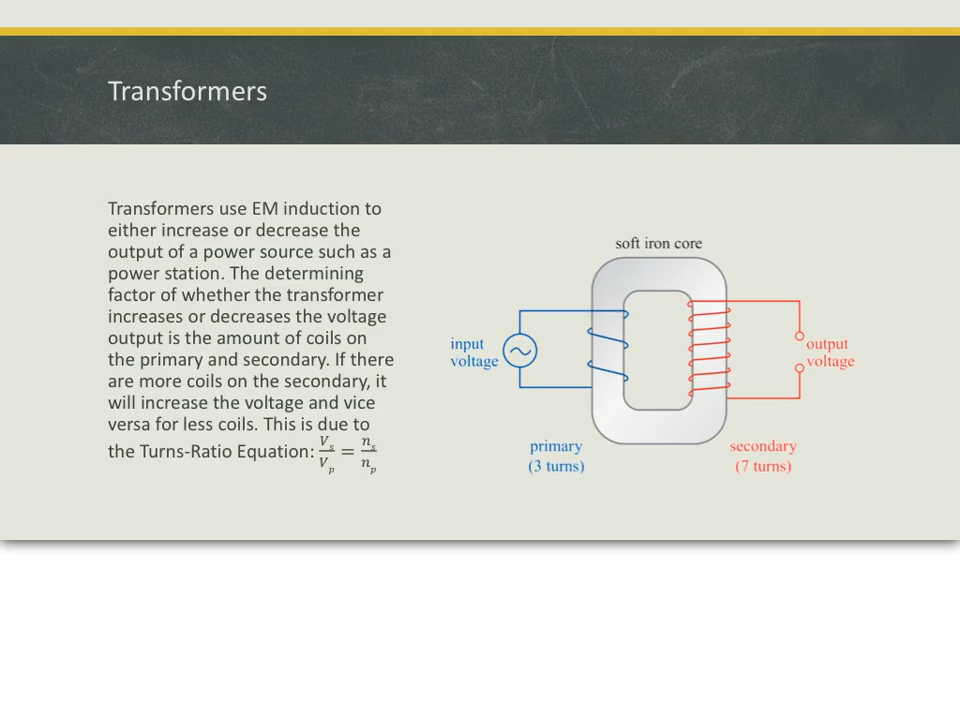 Transformers
Transformers use EM induction to
either increase or decrease the
output of a power source such as a
power station. The determining
factor of whether the transformer
increases or decreases the voltage
output is the amount of coils on
the primary and secondary. If there
are more coils on the secondary, it
will increase the voltage and vice
versa for less coils. This is due to
the Turns-Ratio Equation: V_s/V_p = n_s/n_p
soft iron core
input
voltage
output
voltage
primary
(3 turns)
secondary
(7 turns)